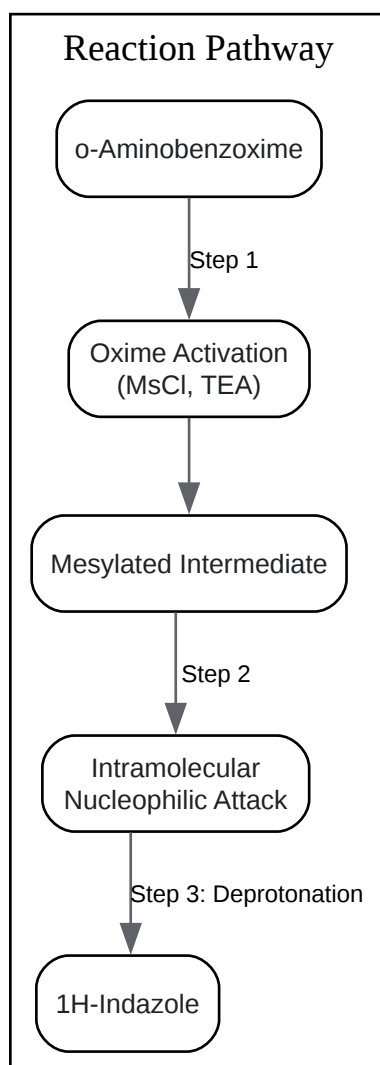 Reaction Pathway
o-Aminobenzoxime
Step 1
Oxime Activation
(MsCl, TEA)
Mesylated Intermediate
Step 2
Intramolecular
Nucleophilic Attack
Step 3: Deprotonation
1H-Indazole